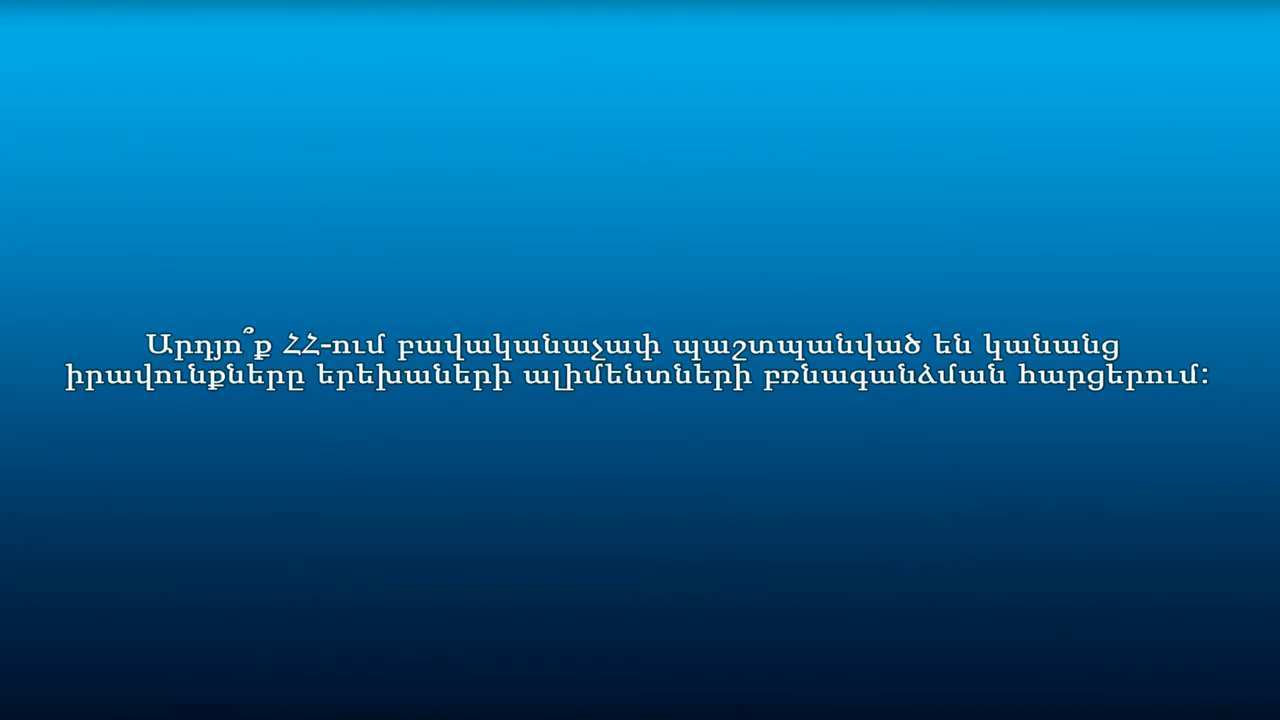 Արդյո՞ք ՀՀ-ում բավականաչափ պաշտպանված են կանանց
իրավունքները երեխաների ալիմենտների բռնագանձման հարցերում: